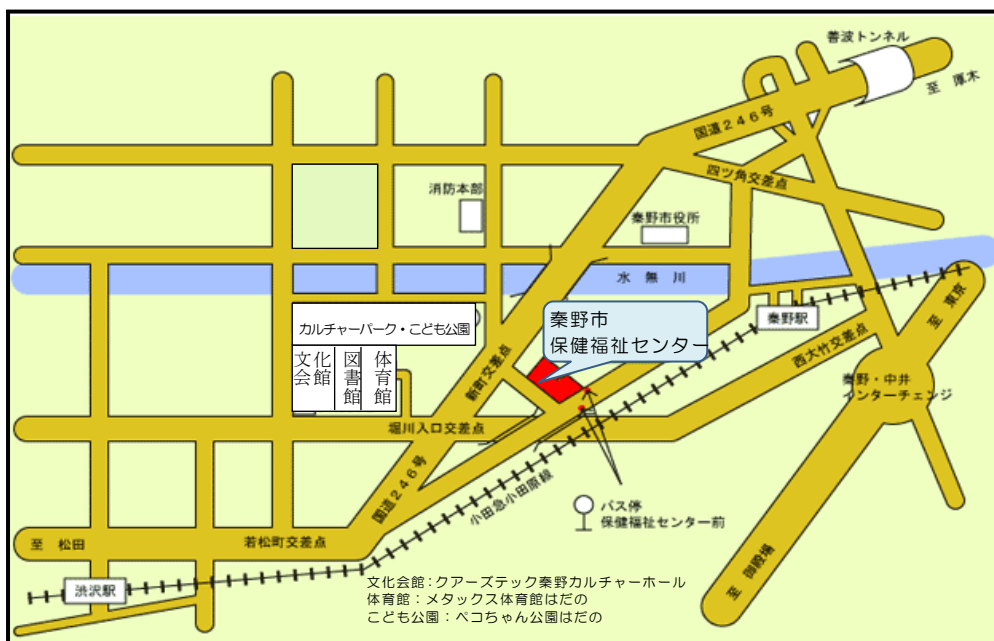 善波トンネル
至 厚木
国道246号
四ツ角交差点
消防本部
秦野市役所
水無川
カルチャーパーク・こども公園
文化会館
図書館
体育館
秦野市
保健福祉センター
新町交差点
秦野駅
西大竹交差点
至 東京
秦野・中井
インターチェンジ
堀川入口交差点
国道246号
小田急小田原線
バス停
保健福祉センター前
至 松田
若松町交差点
渋沢駅
至 御殿場
文化会館：クアーズテック秦野カルチャーホール
体育館：メタックス体育館はだの
こども公園：ペコちゃん公園はだの